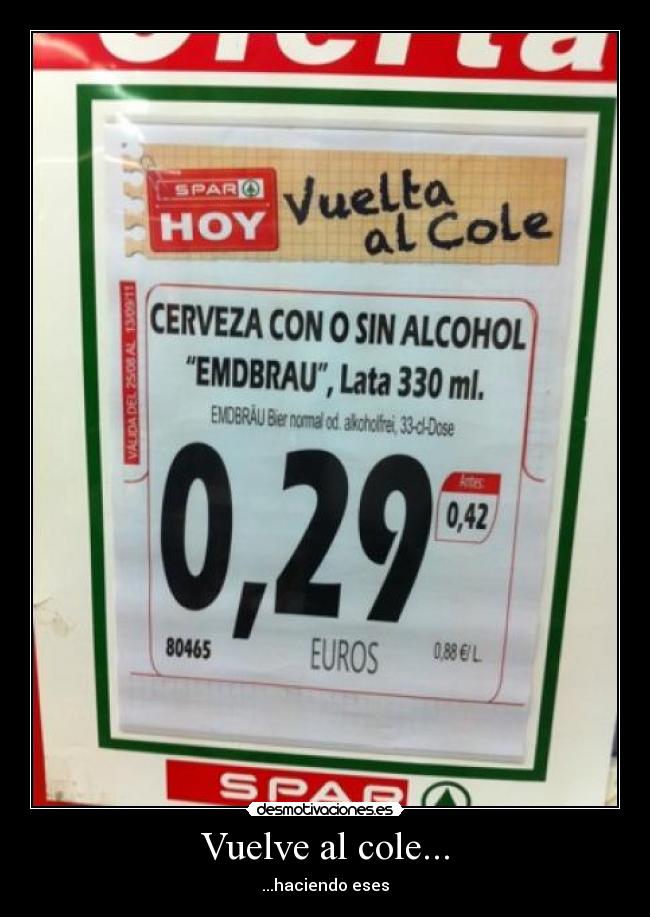 Oferta
SPAR
HOY
Vuelta
al Cole
VÁLIDA DEL 25/08 AL 13/09/11
CERVEZA CON O SIN ALCOHOL
"EMDBRAU", Lata 330 ml.
EMDBRÄU Bier normal od. alkoholfrei, 33-cl-Dose
0,29
Antes:
0,42
80465
EUROS
0,88 €/L.
SPAR
desmotivaciones.es
Vuelve al cole...
...haciendo eses